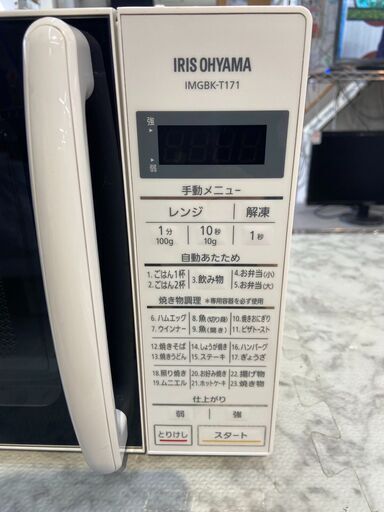 IRIS OHYAMA
IMGBK-T171
強
弱
手動メニュー
レンジ 解凍
1分 10秒 1秒
100g 10g
自動あたため
1.ごはん1杯 3.飲み物 4.お弁当(小)
2.ごはん2杯 5.お弁当(大)
焼き物調理 ＊専用容器を必ず使用
6.ハムエッグ 8.魚(切り身) 10.焼きおにぎり
7.ウインナー 9.魚(開き) 11.ピザトースト
12.焼きそば 14.しょうが焼き 16.ハンバーグ
13.焼きうどん 15.ステーキ 17.ぎょうざ
18.照り焼き 20.お好み焼き 22.揚げ物
19.ムニエル 21.ホットケーキ 23.焼き物
仕上がり
弱 強
とりけし スタート